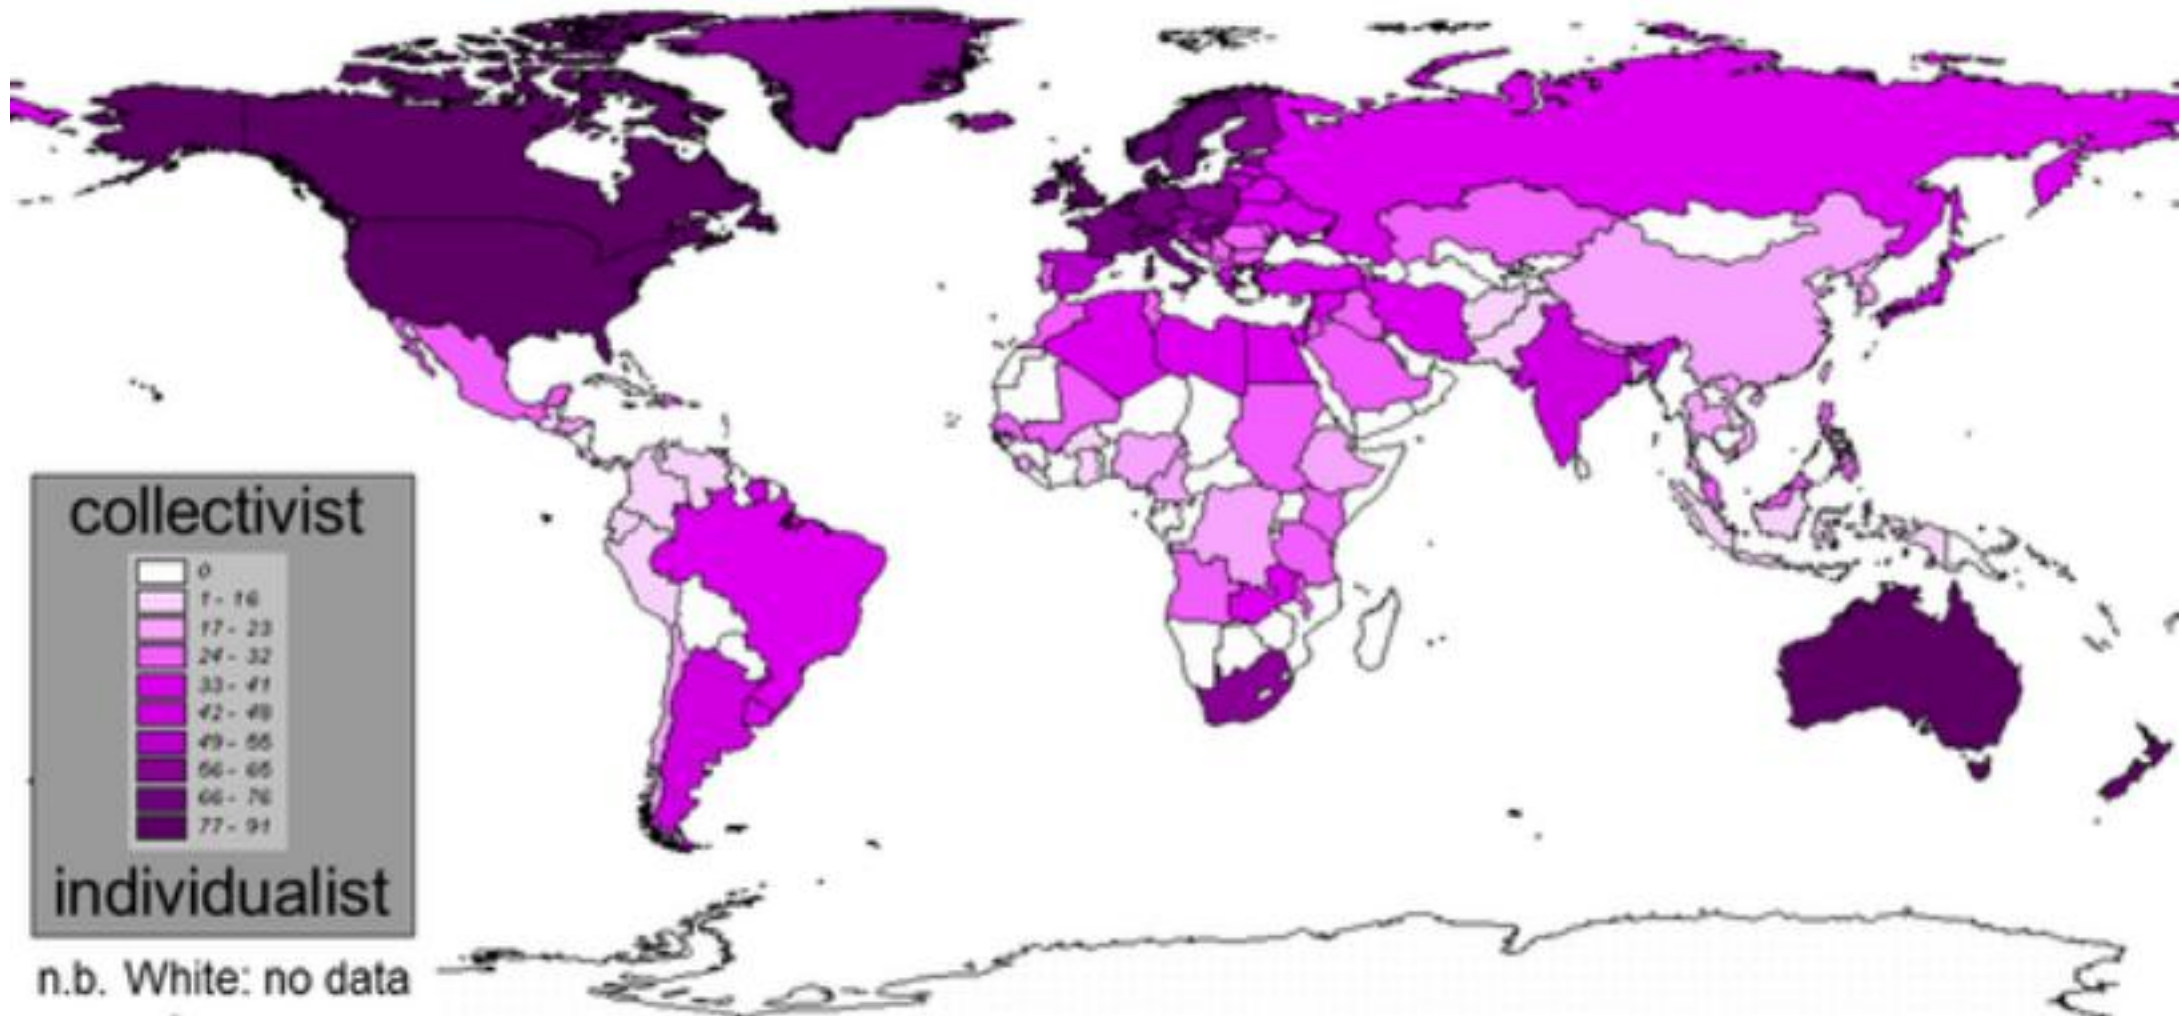 collectivist
0
1 - 16
17 - 23
24 - 32
33 - 41
42 - 48
49 - 55
56 - 65
66 - 76
77 - 91
individualist
n.b. White: no data